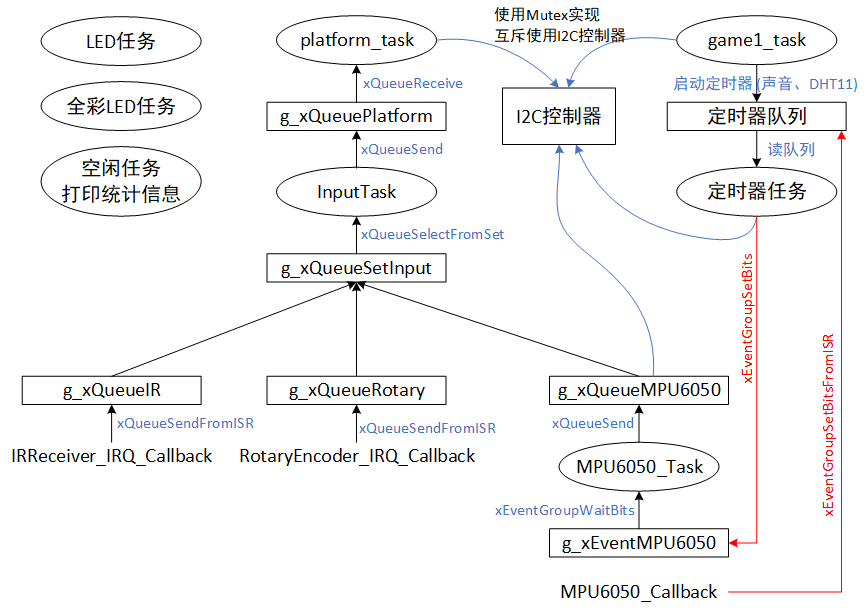 LED任务
platform_task
使用Mutex实现
互斥使用I2C控制器
game1_task
xQueueReceive
启动定时器 (声音、DHT11)
全彩LED任务
g_xQueuePlatform
I2C控制器
定时器队列
xQueueSend
读队列
空闲任务
打印统计信息
InputTask
定时器任务
xQueueSelectFromSet
g_xQueueSetInput
xEventGroupSetBits
xEventGroupSetBitsFromISR
g_xQueueIR
g_xQueueRotary
g_xQueueMPU6050
xQueueSendFromISR
xQueueSendFromISR
xQueueSend
IRReceiver_IRQ_Callback
RotaryEncoder_IRQ_Callback
MPU6050_Task
xEventGroupWaitBits
g_xEventMPU6050
MPU6050_Callback